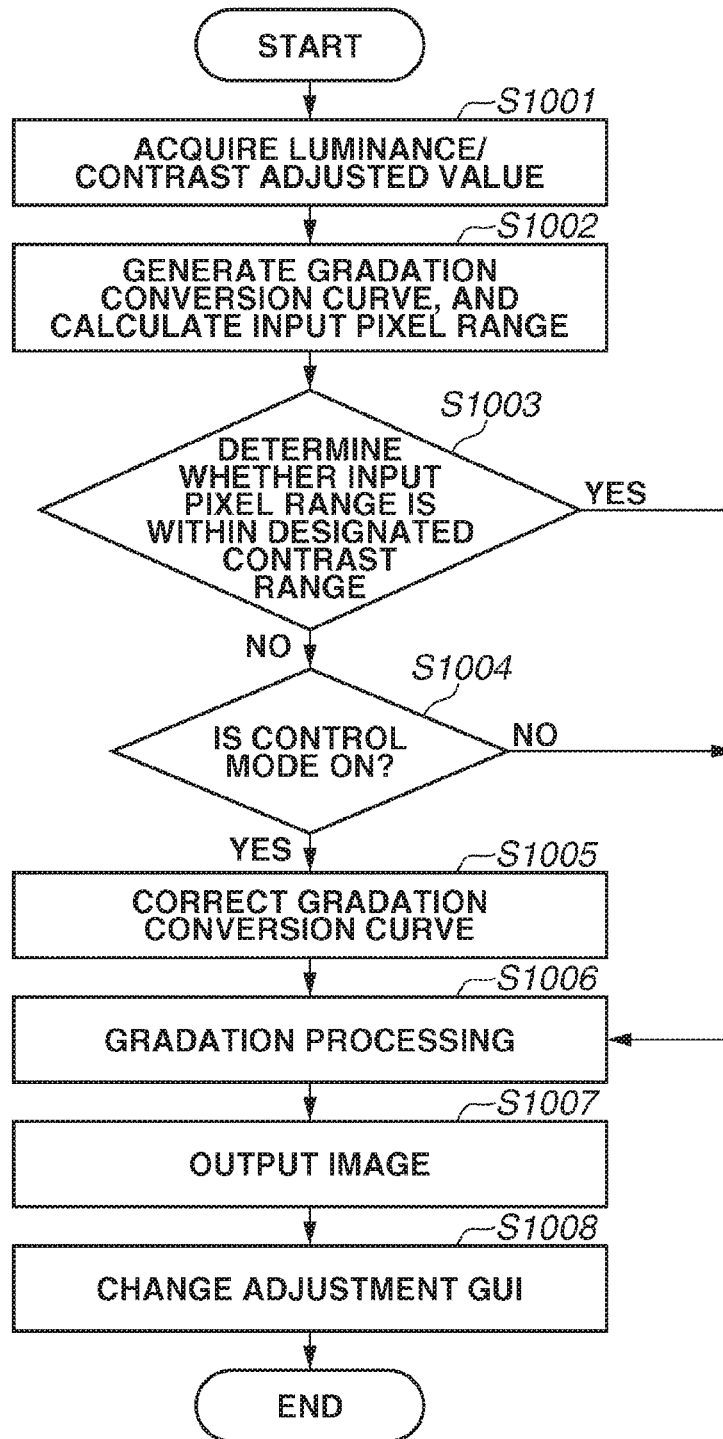 START
S1001
ACQUIRE LUMINANCE/
CONTRAST ADJUSTED VALUE
S1002
GENERATE GRADATION
CONVERSION CURVE, AND
CALCULATE INPUT PIXEL RANGE
S1003
DETERMINE
WHETHER INPUT
PIXEL RANGE IS
WITHIN DESIGNATED
CONTRAST
RANGE
YES
NO
S1004
IS CONTROL
MODE ON?
NO
YES
S1005
CORRECT GRADATION
CONVERSION CURVE
S1006
GRADATION PROCESSING
S1007
OUTPUT IMAGE
S1008
CHANGE ADJUSTMENT GUI
END